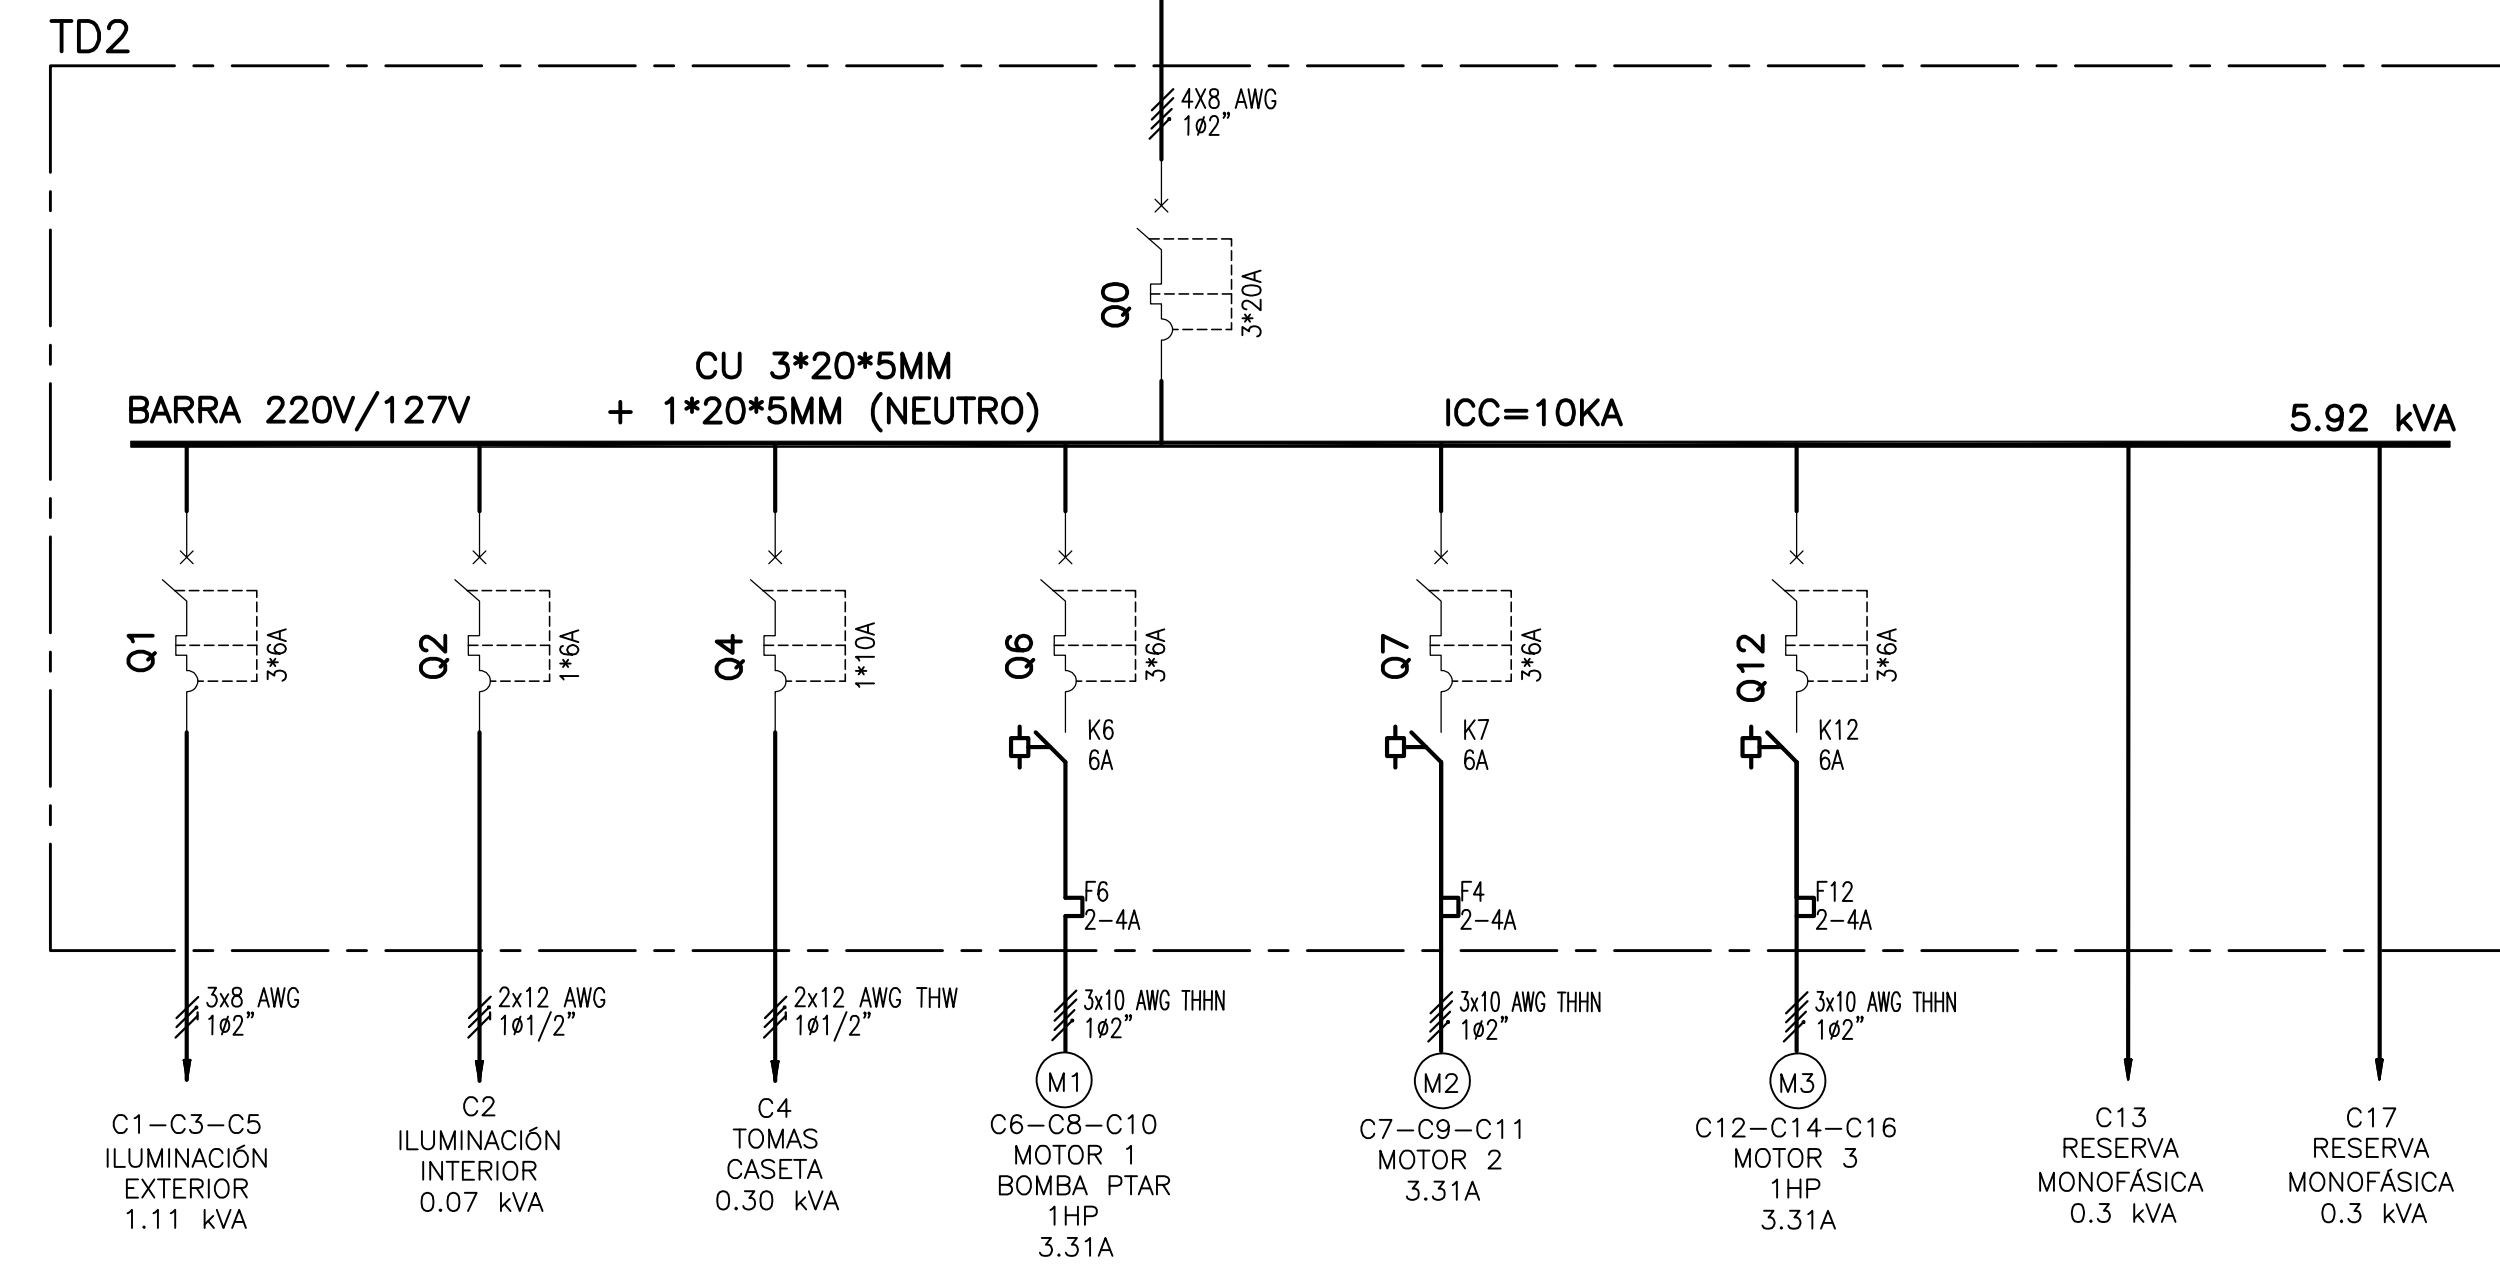 TD2
4X8 AWG
1ø2"
Q0
3*20A
CU 3*20*5MM
BARRA 220V/127V
+ 1*20*5MM (NEUTRO)
ICC=10KA
5.92 kVA
Q1
3*6A
Q2
1*6A
Q4
1*10A
Q6
3*6A
Q7
3*6A
Q12
3*6A
K6
6A
K7
6A
K12
6A
F6
2-4A
F4
2-4A
F12
2-4A
3x8 AWG
1ø2"
2x12 AWG
1ø1/2"
2x12 AWG THW
1ø1/2"
3x10 AWG THHN
1ø2"
3x10 AWG THHN
1ø2"
3x10 AWG THHN
1ø2"
M1
M2
M3
C1-C3-C5
ILUMINACIÓN
EXTERIOR
1.11 kVA
C2
ILUMINACIÓN
INTERIOR
0.07 kVA
C4
TOMAS
CASETA
0.30 kVA
C6-C8-C10
MOTOR 1
BOMBA PTAR
1HP
3.31A
C7-C9-C11
MOTOR 2
3.31A
C12-C14-C16
MOTOR 3
1HP
3.31A
C13
RESERVA
MONOFÁSICA
0.3 kVA
C17
RESERVA
MONOFÁSICA
0.3 kVA